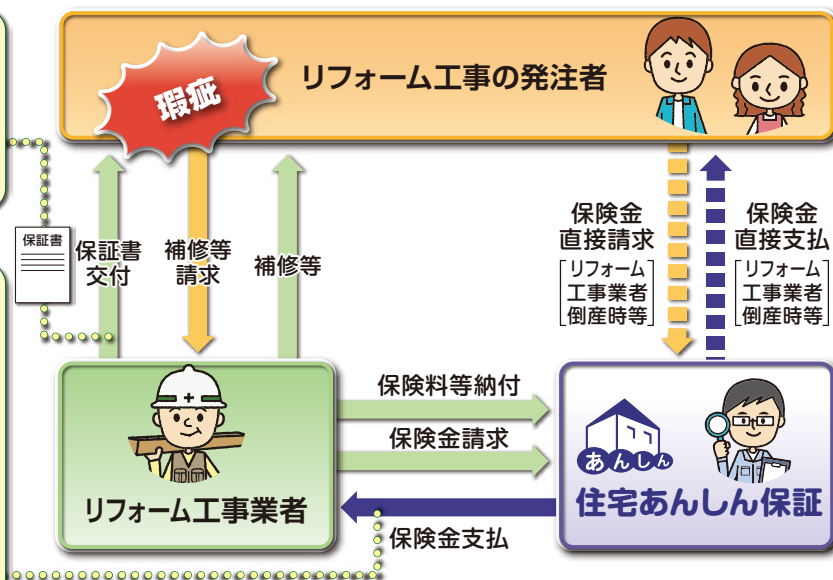 瑕疵
リフォーム工事の発注者
保証書
保証書
交付
補修等
請求
補修等
保険金
直接請求
[リフォーム
工事業者
倒産時等]
保険金
直接支払
[リフォーム
工事業者
倒産時等]
保険料等納付
保険金請求
保険金支払
リフォーム工事業者
あんしん
住宅あんしん保証